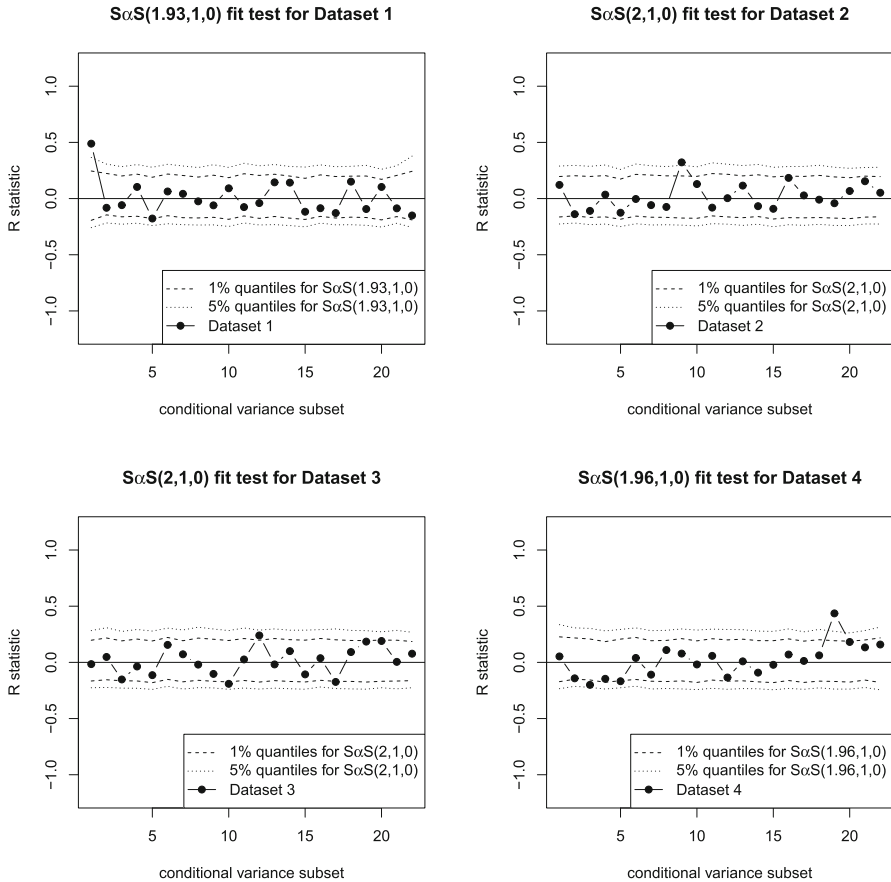 SαS(1.93,1,0) fit test for Dataset 1
R statistic
1.0
0.5
0.0
−0.5
−1.0
1% quantiles for SαS(1.93,1,0)
5% quantiles for SαS(1.93,1,0)
Dataset 1
5 10 15 20
conditional variance subset
SαS(2,1,0) fit test for Dataset 2
R statistic
1.0
0.5
0.0
−0.5
−1.0
1% quantiles for SαS(2,1,0)
5% quantiles for SαS(2,1,0)
Dataset 2
5 10 15 20
conditional variance subset
SαS(2,1,0) fit test for Dataset 3
R statistic
1.0
0.5
0.0
−0.5
−1.0
1% quantiles for SαS(2,1,0)
5% quantiles for SαS(2,1,0)
Dataset 3
5 10 15 20
conditional variance subset
SαS(1.96,1,0) fit test for Dataset 4
R statistic
1.0
0.5
0.0
−0.5
−1.0
1% quantiles for SαS(1.96,1,0)
5% quantiles for SαS(1.96,1,0)
Dataset 4
5 10 15 20
conditional variance subset